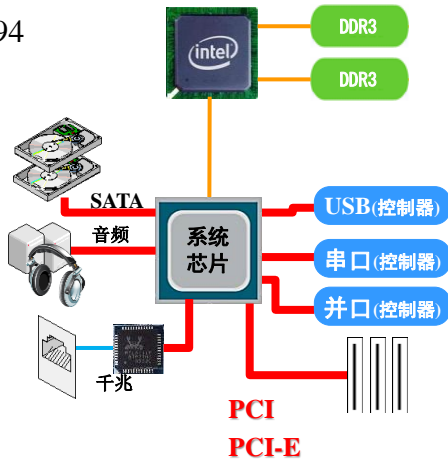 94
intel
DDR3
DDR3
SATA
音频
系统
芯片
USB(控制器)
串口(控制器)
并口(控制器)
千兆
PCI
PCI-E